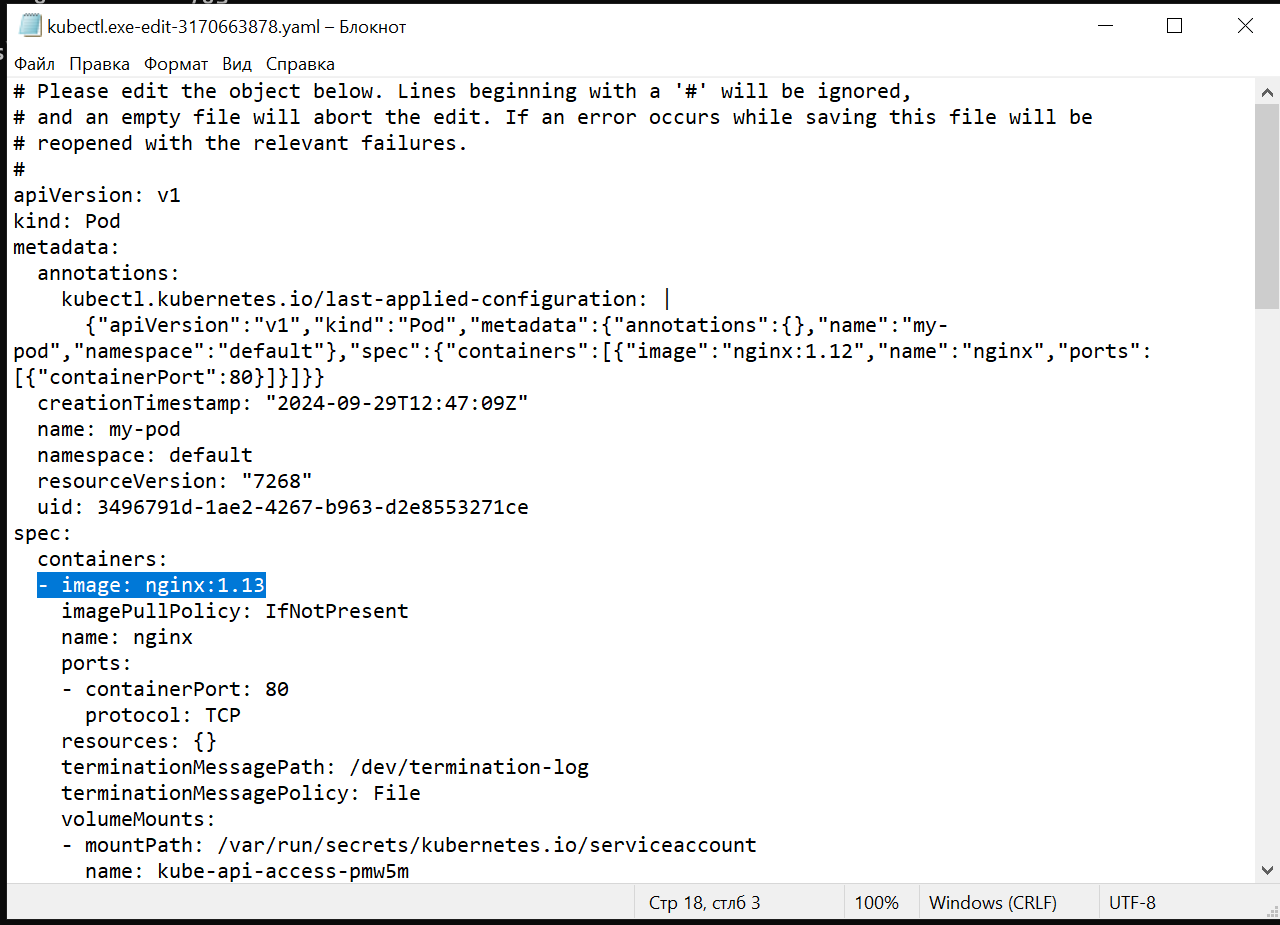 kubectl.exe-edit-3170663878.yaml – Блокнот
Файл Правка Формат Вид Справка
# Please edit the object below. Lines beginning with a '#' will be ignored,
# and an empty file will abort the edit. If an error occurs while saving this file will be
# reopened with the relevant failures.
#
apiVersion: v1
kind: Pod
metadata:
  annotations:
    kubectl.kubernetes.io/last-applied-configuration: |
      {"apiVersion":"v1","kind":"Pod","metadata":{"annotations":{},"name":"my-
pod","namespace":"default"},"spec":{"containers":[{"image":"nginx:1.12","name":"nginx","ports":
[{"containerPort":80}]}]}}
  creationTimestamp: "2024-09-29T12:47:09Z"
  name: my-pod
  namespace: default
  resourceVersion: "7268"
  uid: 3496791d-1ae2-4267-b963-d2e8553271ce
spec:
  containers:
  - image: nginx:1.13
    imagePullPolicy: IfNotPresent
    name: nginx
    ports:
    - containerPort: 80
      protocol: TCP
    resources: {}
    terminationMessagePath: /dev/termination-log
    terminationMessagePolicy: File
    volumeMounts:
    - mountPath: /var/run/secrets/kubernetes.io/serviceaccount
      name: kube-api-access-pmw5m
Стр 18, стлб 3 100% Windows (CRLF) UTF-8